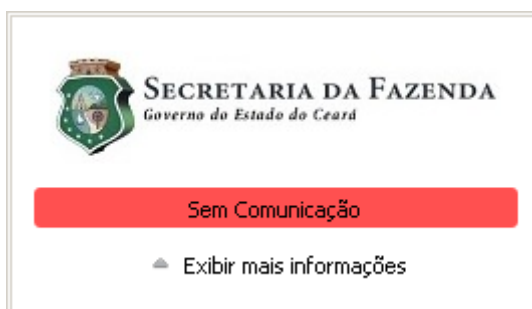 SECRETARIA DA FAZENDA
Governo do Estado do Ceará
Sem Comunicação
Exibir mais informações